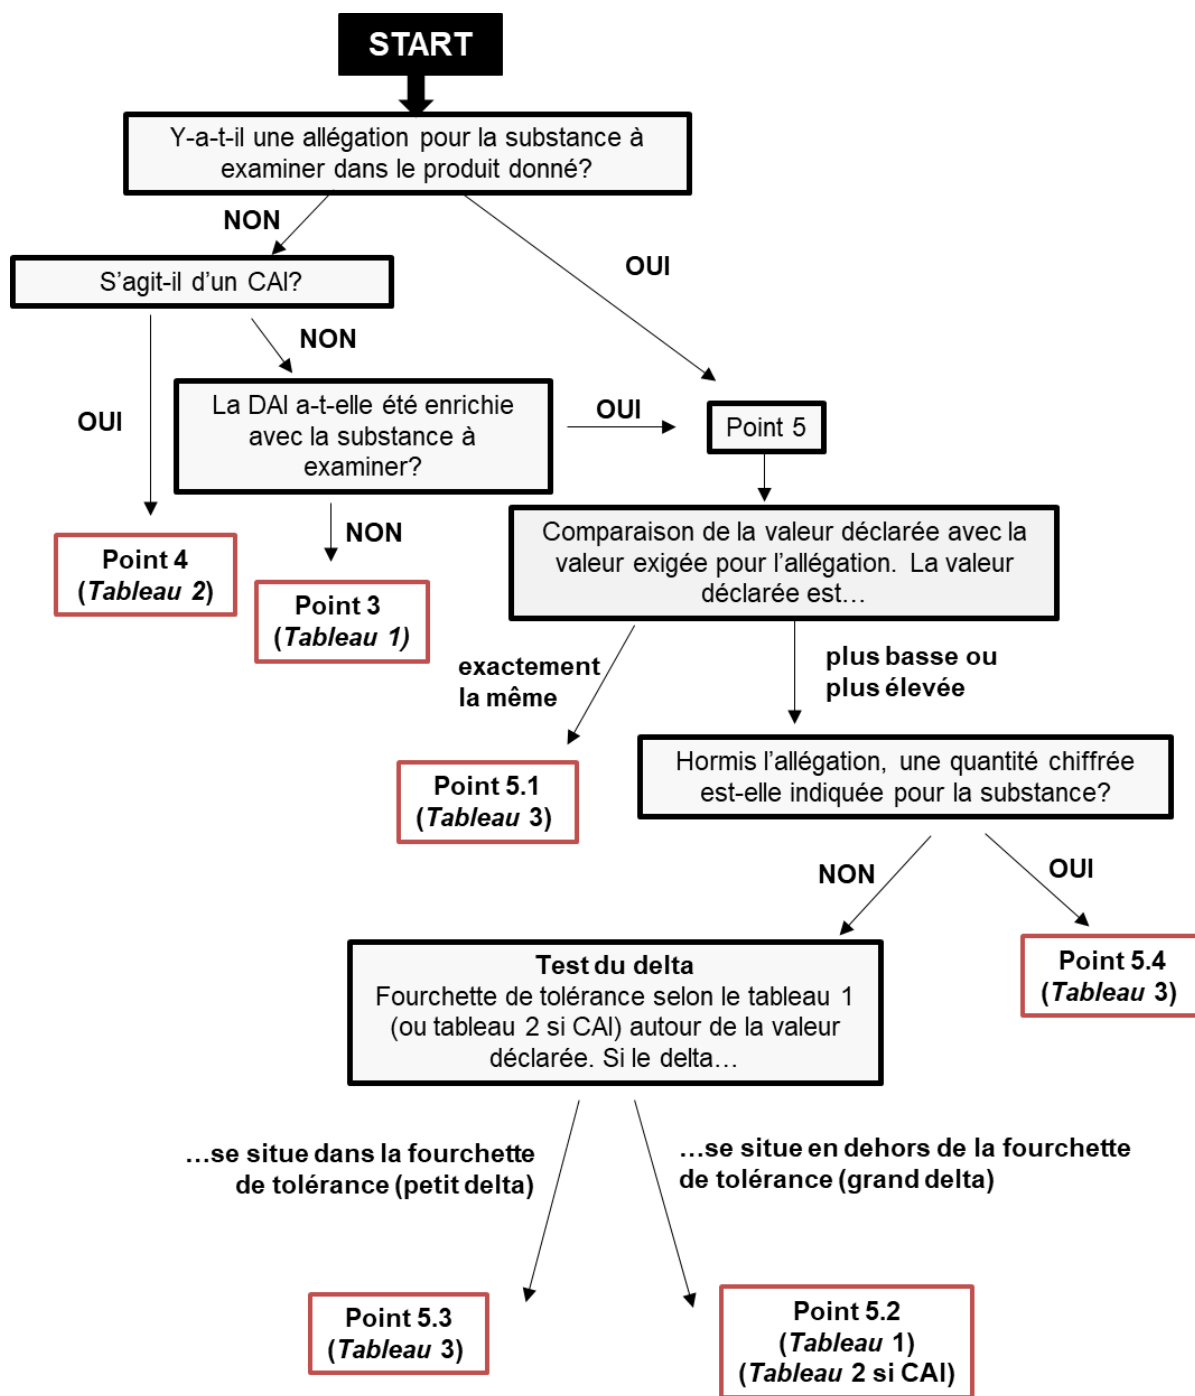 START
Y-a-t-il une allégation pour la substance à
examiner dans le produit donné?
NON
OUI
S'agit-il d'un CAI?
NON
OUI
La DAI a-t-elle été enrichie
avec la substance à
examiner?
OUI
Point 5
NON
Point 4
(Tableau 2)
Point 3
(Tableau 1)
Comparaison de la valeur déclarée avec la
valeur exigée pour l'allégation. La valeur
déclarée est…
exactement
la même
plus basse ou
plus élevée
Point 5.1
(Tableau 3)
Hormis l'allégation, une quantité chiffrée
est-elle indiquée pour la substance?
NON
OUI
Test du delta
Fourchette de tolérance selon le tableau 1
(ou tableau 2 si CAI) autour de la valeur
déclarée. Si le delta…
Point 5.4
(Tableau 3)
…se situe dans la fourchette
de tolérance (petit delta)
…se situe en dehors de la fourchette
de tolérance (grand delta)
Point 5.3
(Tableau 3)
Point 5.2
(Tableau 1)
(Tableau 2 si CAI)